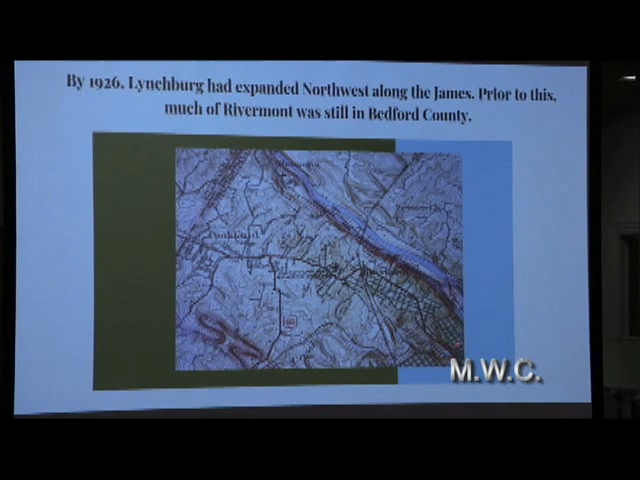 By 1926, Lynchburg had expanded Northwest along the James. Prior to this,
much of Rivermont was still in Bedford County.
M.W.C.